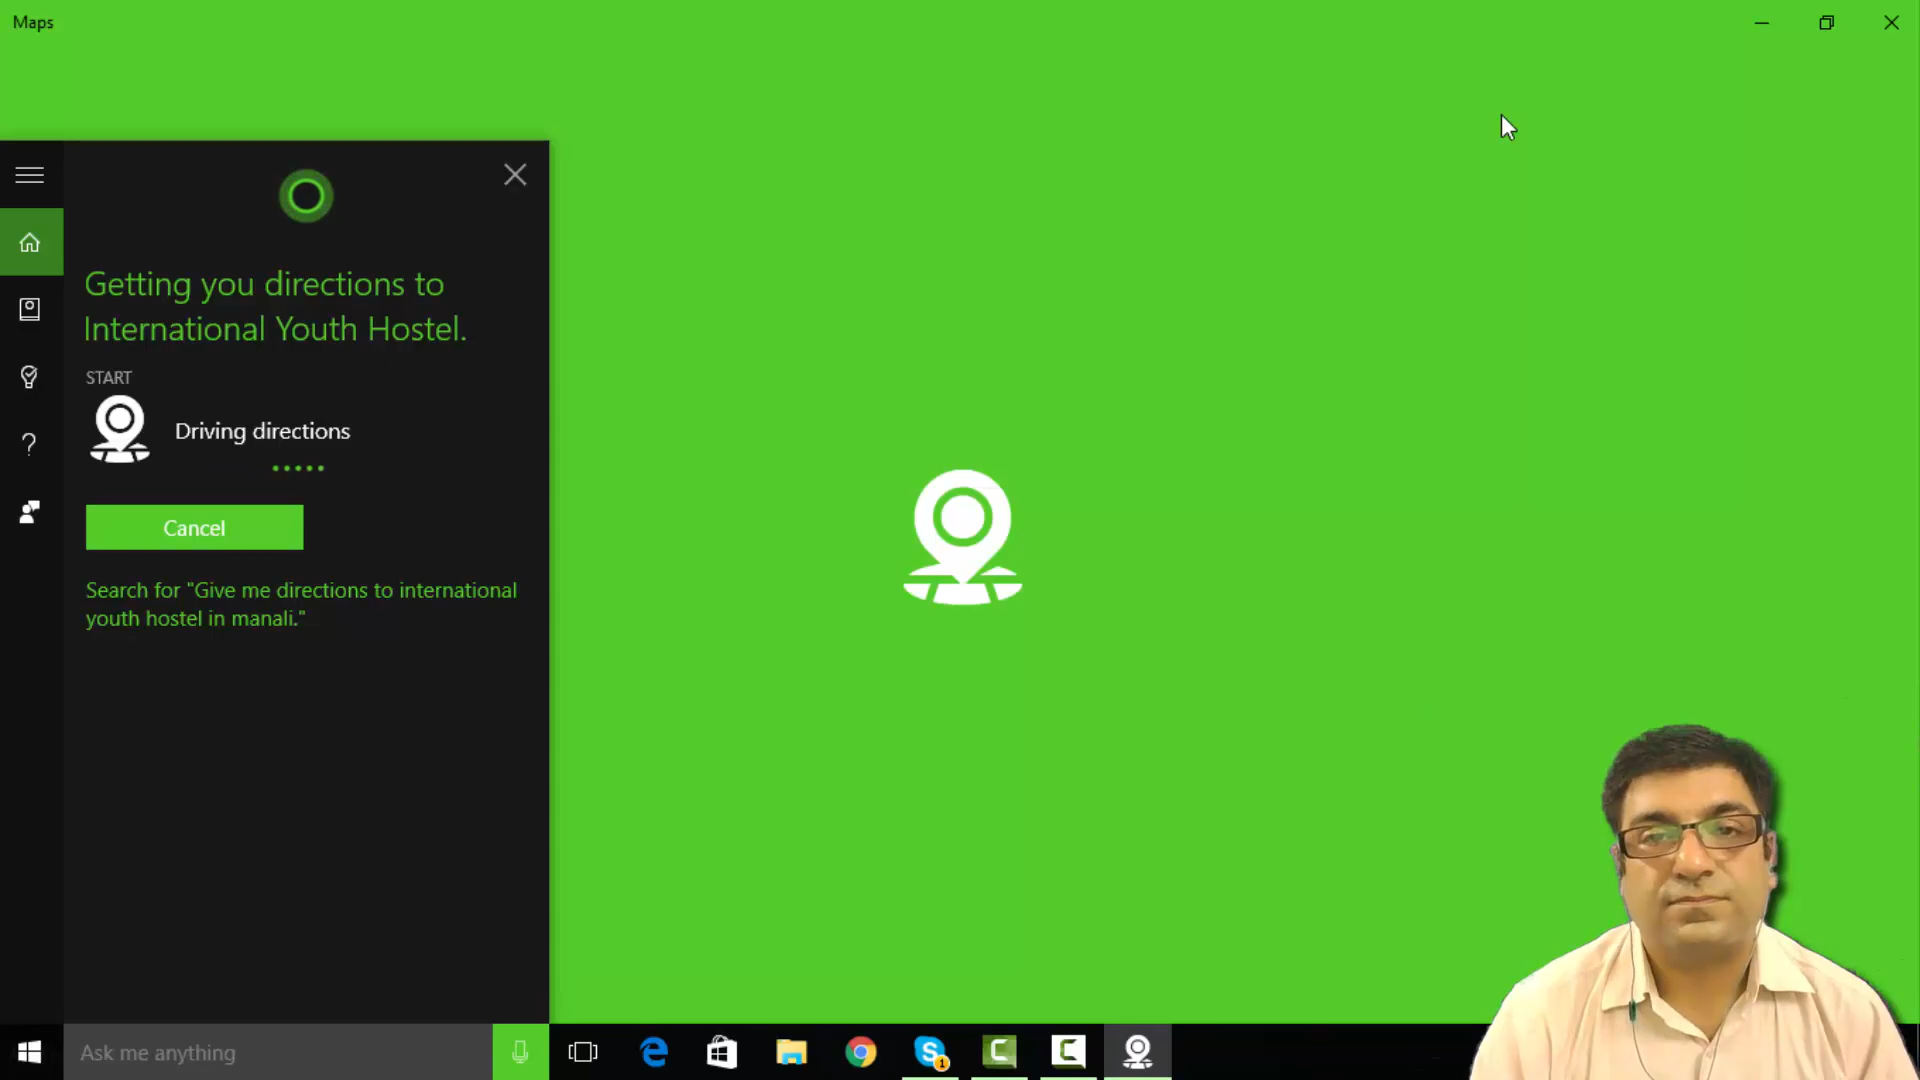 Maps
Getting you directions to
International Youth Hostel.
START
Driving directions
Cancel
Search for "Give me directions to international
youth hostel in manali."
Ask me anything
1